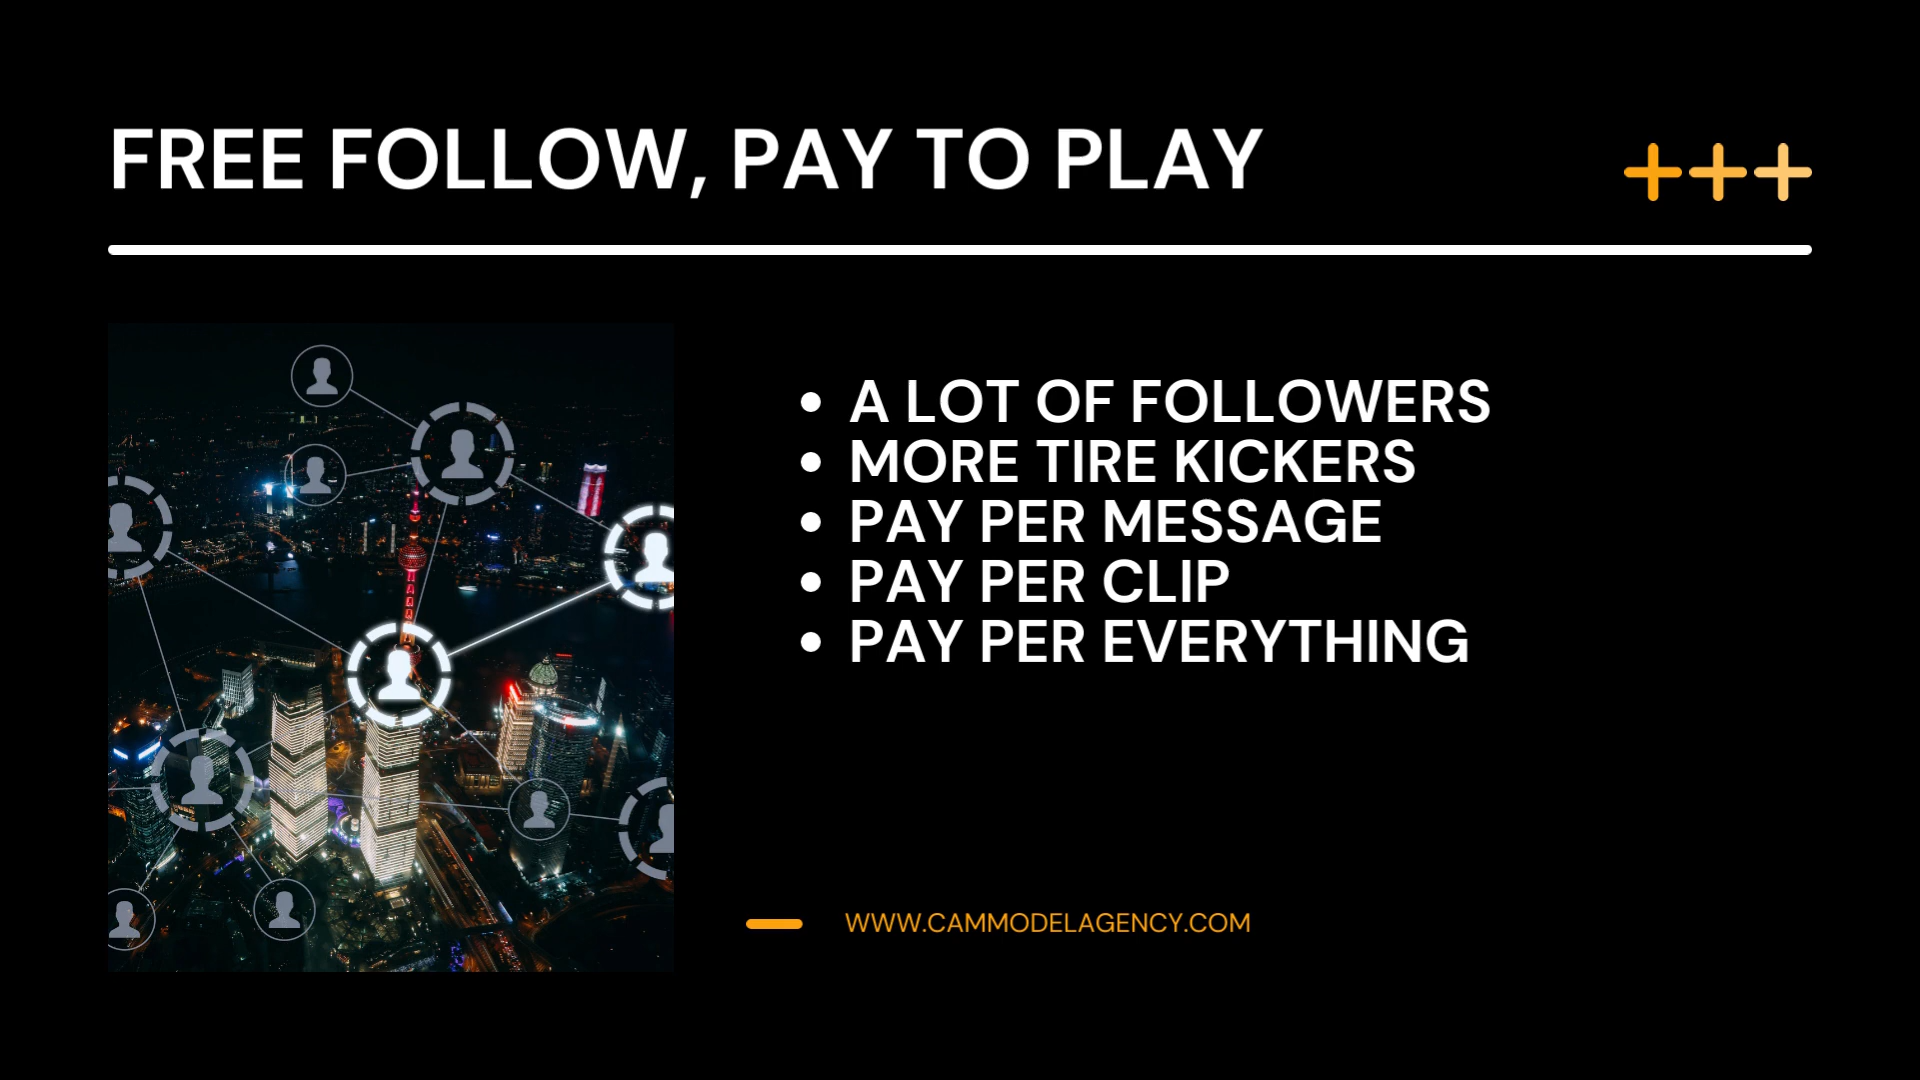 FREE FOLLOW, PAY TO PLAY
A LOT OF FOLLOWERS
MORE TIRE KICKERS
PAY PER MESSAGE
PAY PER CLIP
PAY PER EVERYTHING
WWW.CAMMODELAGENCY.COM